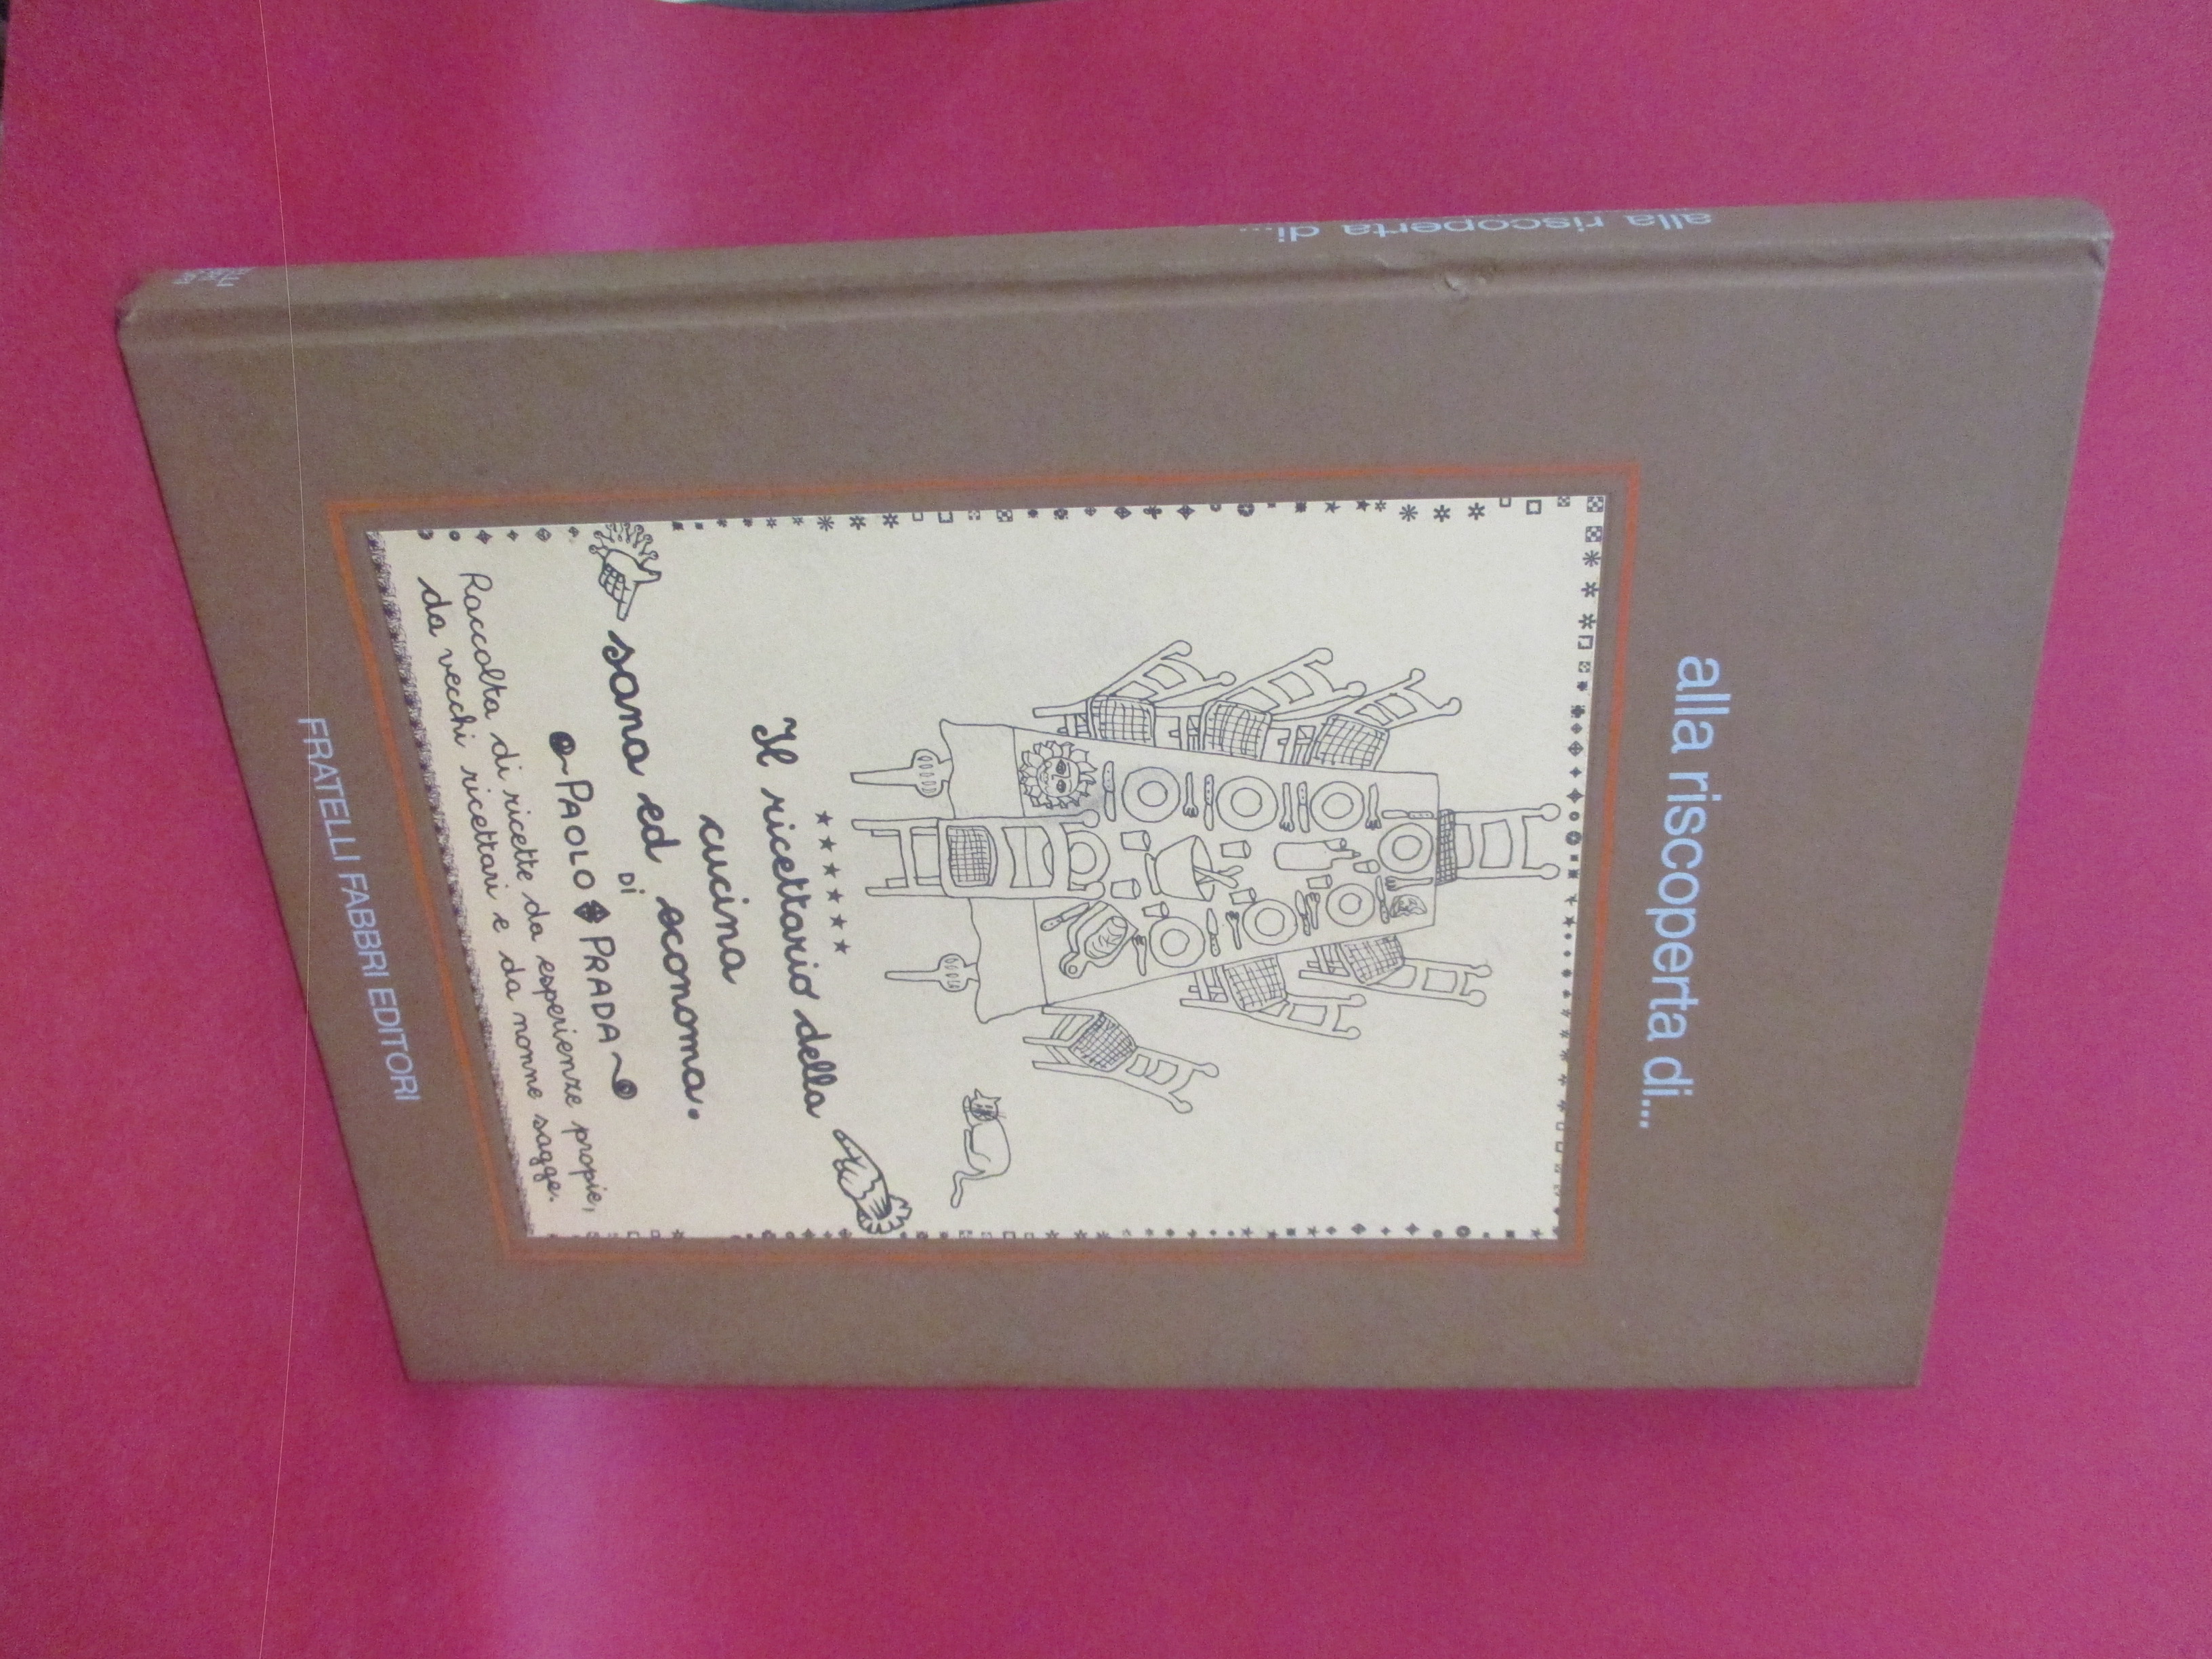 alla riscoperta di...
Il ricettario della
cucina
sana ed economa.
DI
PAOLO PRADA
Raccolta di ricette da esperienze propie,
da vecchi ricettari e da nonne sagge.
FRATELLI FABBRI EDITORI
alla riscoperta di...